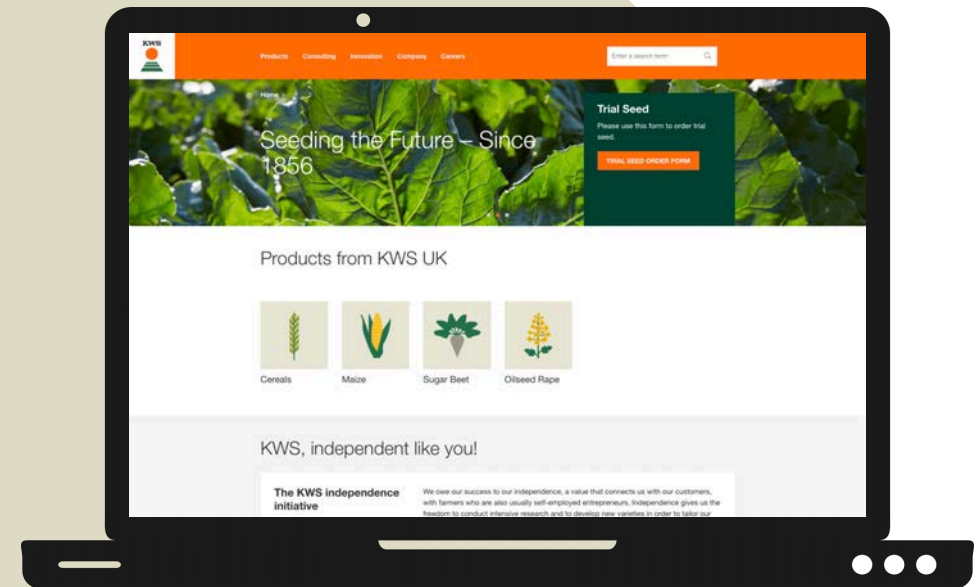 KWS
Products Consulting Innovation Company Careers
Enter a search term
Home
Seeding the Future – Since
1856
Trial Seed
Please use this form to order trial
seed.
TRIAL SEED ORDER FORM
Products from KWS UK
Cereals Maize Sugar Beet Oilseed Rape
KWS, independent like you!
The KWS independence
initiative
We owe our success to our independence, a value that connects us with our customers,
with farmers who are also usually self-employed entrepreneurs. Independence gives us the
freedom to conduct intensive research and to develop new varieties in order to tailor our